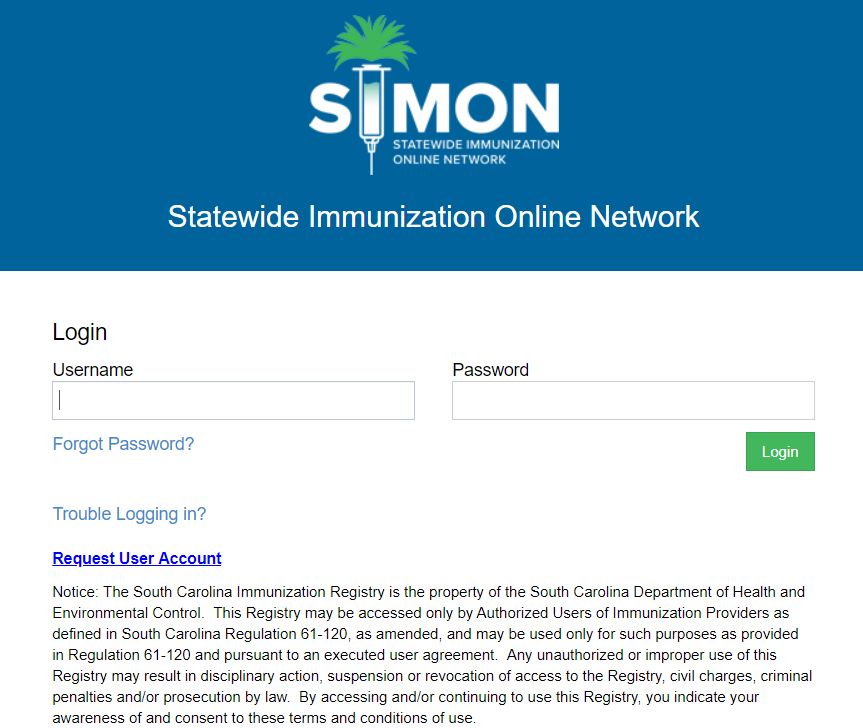 SIMON
STATEWIDE IMMUNIZATION
ONLINE NETWORK
Statewide Immunization Online Network
Login
Username
Password
Forgot Password?
Login
Trouble Logging in?
Request User Account
Notice: The South Carolina Immunization Registry is the property of the South Carolina Department of Health and
Environmental Control.  This Registry may be accessed only by Authorized Users of Immunization Providers as
defined in South Carolina Regulation 61-120, as amended, and may be used only for such purposes as provided
in Regulation 61-120 and pursuant to an executed user agreement.  Any unauthorized or improper use of this
Registry may result in disciplinary action, suspension or revocation of access to the Registry, civil charges, criminal
penalties and/or prosecution by law.  By accessing and/or continuing to use this Registry, you indicate your
awareness of and consent to these terms and conditions of use.